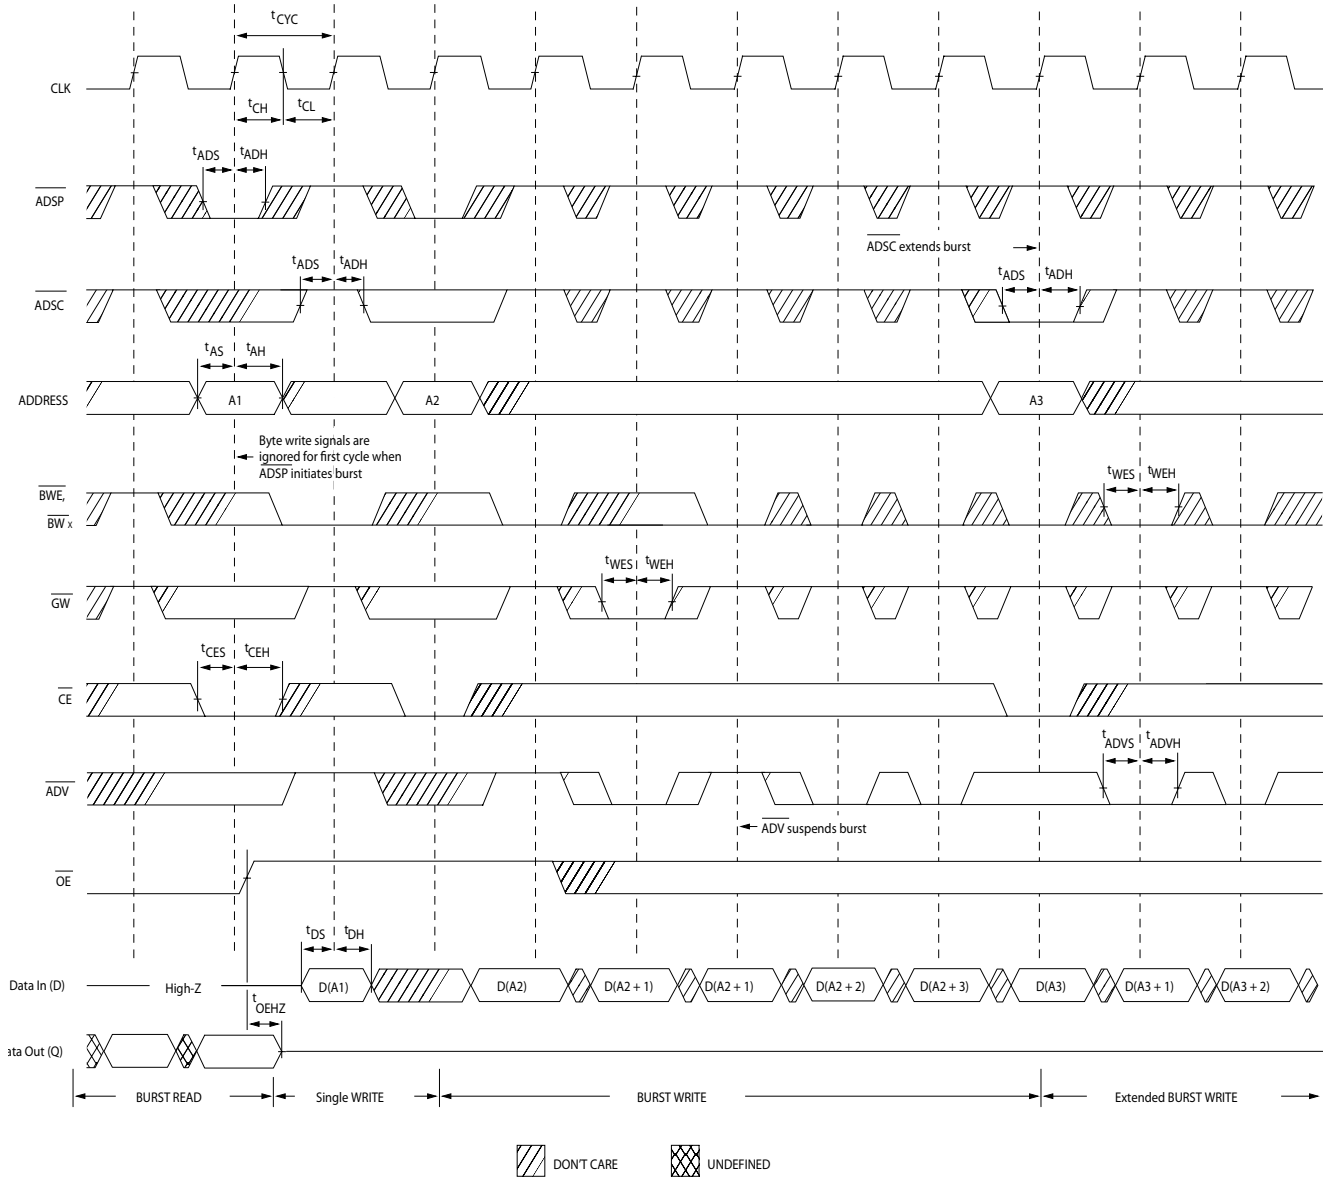 tCYC
CLK
tCH tCL
tADS tADH
ADSP
ADSC extends burst
tADS tADH tADS tADH
ADSC
tAS tAH
ADDRESS A1 A2 A3
Byte write signals are
ignored for first cycle when
ADSP initiates burst
tWES tWEH
BWE,
BW x
tWES tWEH
GW
tCES tCEH
CE
tADVS tADVH
ADV
ADV suspends burst
OE
tDS tDH
Data In (D) High-Z D(A1) D(A2) D(A2 + 1) D(A2 + 1) D(A2 + 2) D(A2 + 3) D(A3) D(A3 + 1) D(A3 + 2)
tOEHZ
ata Out (Q)
BURST READ Single WRITE BURST WRITE Extended BURST WRITE
DON'T CARE UNDEFINED